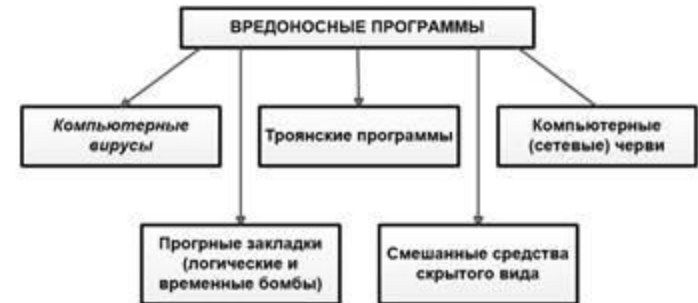 ВРЕДОНОСНЫЕ ПРОГРАММЫ
Компьютерные
вирусы
Троянские программы
Компьютерные
(сетевые) черви
Прогрные закладки
(логические и
временные бомбы)
Смешанные средства
скрытого вида